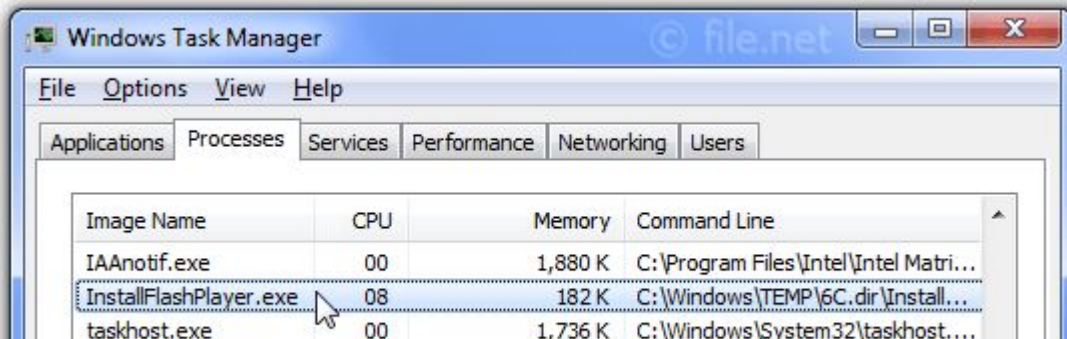 Windows Task Manager © file.net
File Options View Help
Applications Processes Services Performance Networking Users
Image Name CPU Memory Command Line
IAAnotif.exe 00 1,880 K C:\Program Files\Intel\Intel Matri...
InstallFlashPlayer.exe 08 182 K C:\Windows\TEMP\6C.dir\Install...
taskhost.exe 00 1,736 K C:\Windows\System32\taskhost....